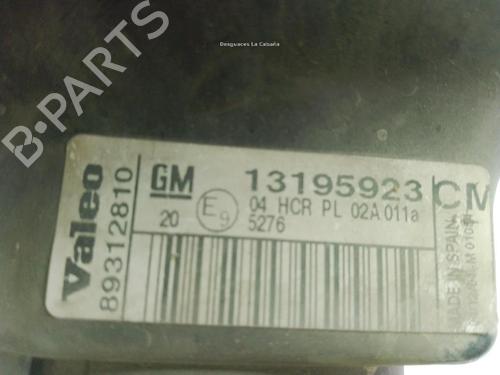 Desguaces La Cabaña
B-PARTS
Valeo
89312810
GM 13195923 CM
20 E9 04 HCR PL 02A 011a
5276
MADE IN SPAIN